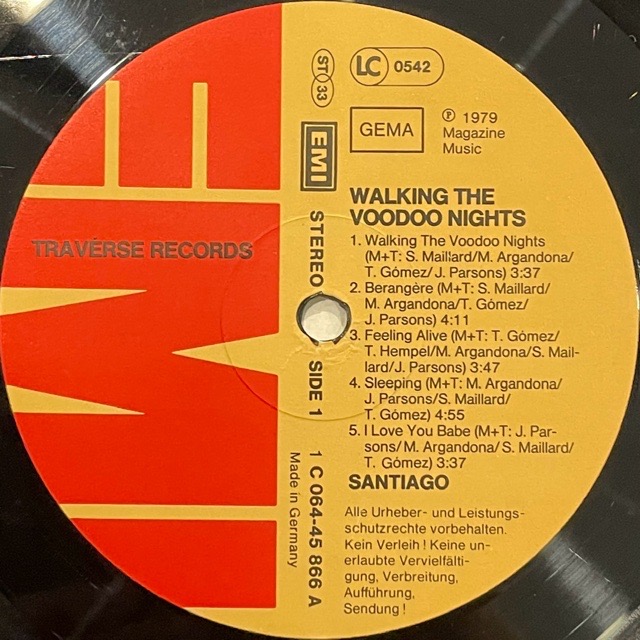 ST 33
LC 0542
GEMA
℗ 1979
Magazine
Music
EMI
WALKING THE
VOODOO NIGHTS
1. Walking The Voodoo Nights
(M+T: S. Maillard/M. Argandona/
T. Gómez/J. Parsons) 3:37
2. Berangère (M+T: S. Maillard/
M. Argandona/T. Gómez/
J. Parsons) 4:11
3. Feeling Alive (M+T: T. Gómez/
T. Hempel/M. Argandona/S. Mail-
lard/J. Parsons) 3:47
4. Sleeping (M+T: M. Argandona/
J. Parsons/S. Maillard/
T. Gómez) 4:55
5. I Love You Babe (M+T: J. Par-
sons/M. Argandona/S. Maillard/
T. Gómez) 3:37
SANTIAGO
Alle Urheber- und Leistungs-
schutzrechte vorbehalten.
Kein Verleih! Keine un-
erlaubte Vervielfälti-
gung, Verbreitung,
Aufführung,
Sendung!
TRAVERSE RECORDS
STEREO SIDE 1 1 C 064-45 866 A
Made in Germany
EMI